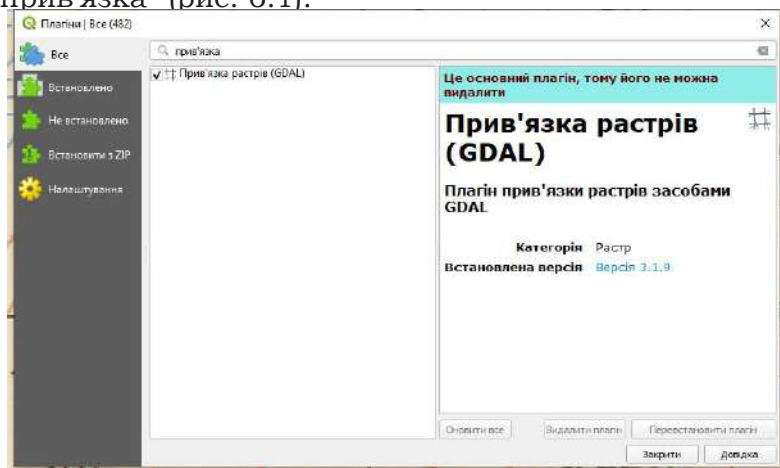 прив'язка" (рис. 6.1).
Плагіни | Все (482)
Все
прив'язка
Встановлено
Не встановлено
Встановити з ZIP
Налаштування
Прив'язка растрів (GDAL)
Це основний плагін, тому його не можна
видалити
Прив'язка растрів
(GDAL)
Плагін прив'язки растрів засобами
GDAL
Категорія Растр
Встановлена версія Версія 3.1.9
Оновити все
Видалити плагін
Перевстановити плагін
Закрити
Довідка